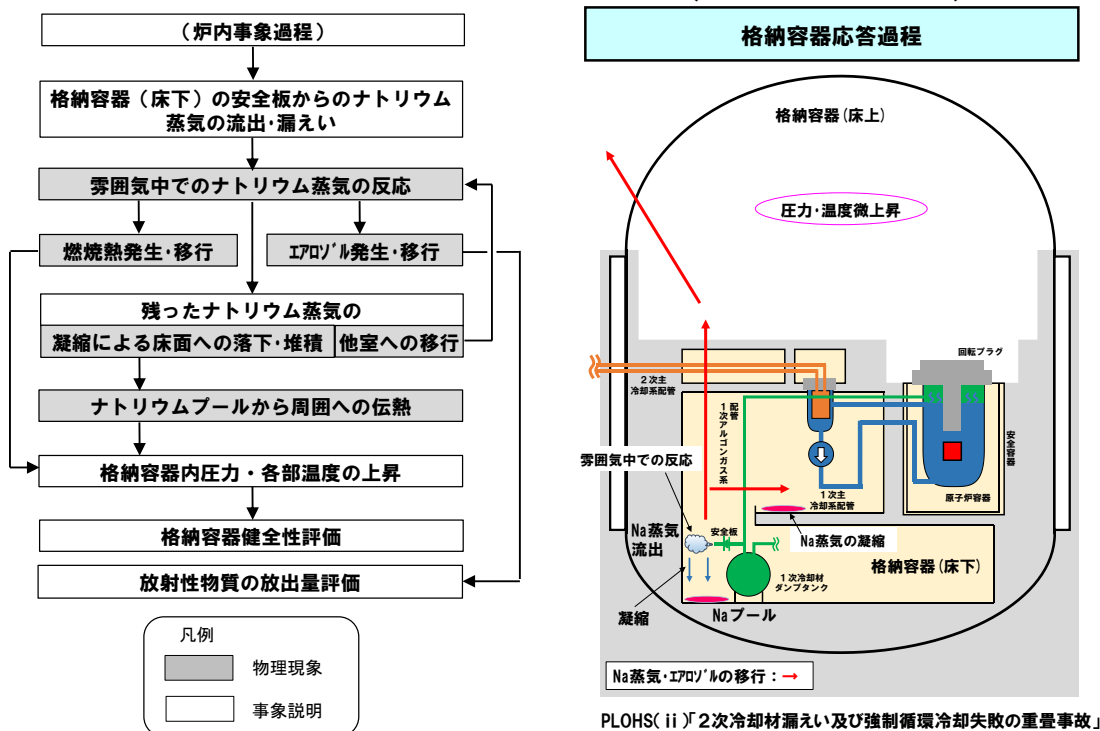 (炉内事象過程)
格納容器(床下)の安全板からのナトリウム
蒸気の流出・漏えい
雰囲気中でのナトリウム蒸気の反応
燃焼熱発生・移行
エアロゾル発生・移行
残ったナトリウム蒸気の
凝縮による床面への落下・堆積
他室への移行
ナトリウムプールから周囲への伝熱
格納容器内圧力・各部温度の上昇
格納容器健全性評価
放射性物質の放出量評価
凡例
物理現象
事象説明
格納容器応答過程
格納容器(床上)
圧力・温度微上昇
回転プラグ
2次主
冷却系配管
1次アルゴンガス系
配管
安全容器
雰囲気中での反応
原子炉容器
1次主
冷却系配管
Na蒸気
流出
安全板
Na蒸気の凝縮
格納容器(床下)
1次冷却材
ダンプタンク
凝縮
Naプール
Na蒸気・エアロゾルの移行:→
PLOHS(ⅱ)「2次冷却材漏えい及び強制循環冷却失敗の重畳事故」